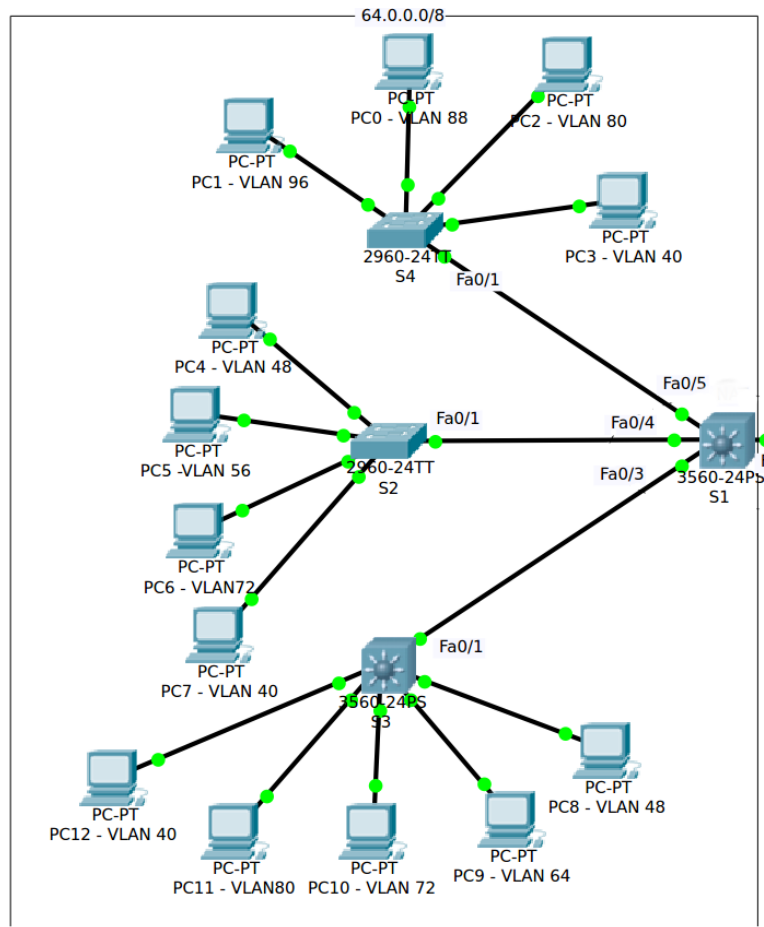 64.0.0.0/8
PC-PT
PC0 - VLAN 88
PC-PT
PC2 - VLAN 80
PC-PT
PC1 - VLAN 96
PC-PT
PC3 - VLAN 40
2960-24TT
S4
Fa0/1
PC-PT
PC4 - VLAN 48
Fa0/5
Fa0/1
Fa0/4
PC-PT
PC5 -VLAN 56
2960-24TT
S2
Fa0/3
3560-24PS
S1
PC-PT
PC6 - VLAN72
PC-PT
PC7 - VLAN 40
Fa0/1
3560-24PS
S3
PC-PT
PC8 - VLAN 48
PC-PT
PC12 - VLAN 40
PC-PT
PC11 - VLAN80
PC-PT
PC10 - VLAN 72
PC-PT
PC9 - VLAN 64